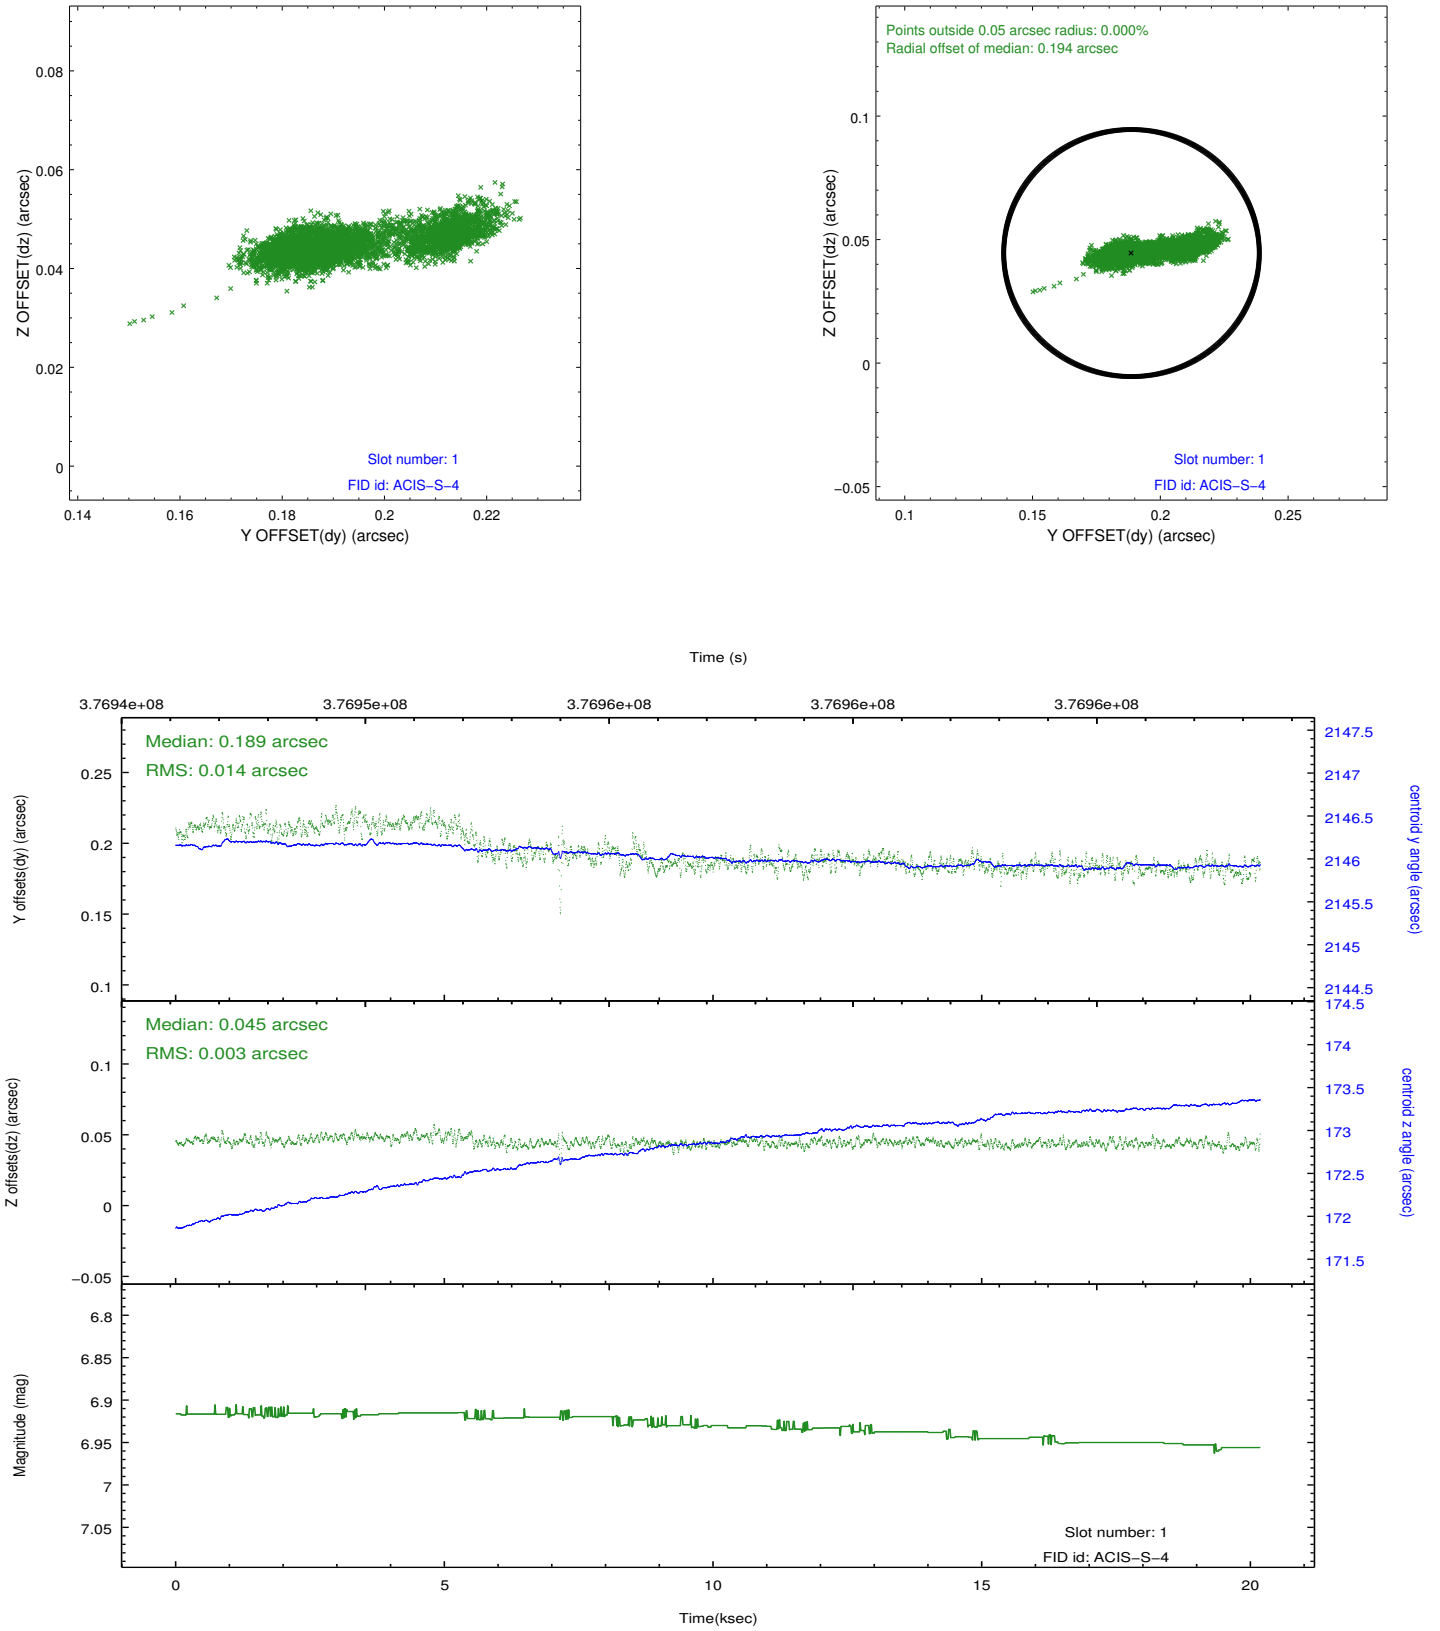 0.08
0.06
0.04
0.02
0
Z OFFSET(dz) (arcsec)
Slot number: 1
FID id: ACIS−S−4
0.14 0.16 0.18 0.2 0.22
Y OFFSET(dy) (arcsec)
Points outside 0.05 arcsec radius: 0.000%
Radial offset of median: 0.194 arcsec
0.1
0.05
0
−0.05
Z OFFSET(dz) (arcsec)
Slot number: 1
FID id: ACIS−S−4
0.1 0.15 0.2 0.25
Y OFFSET(dy) (arcsec)
Time (s)
3.7694e+08 3.7695e+08 3.7696e+08 3.7696e+08 3.7696e+08
Median: 0.189 arcsec
RMS: 0.014 arcsec
0.25
0.2
0.15
0.1
Y offsets(dy) (arcsec)
2147.5
2147
2146.5
2146
2145.5
2145
2144.5
centroid y angle (arcsec)
Median: 0.045 arcsec
RMS: 0.003 arcsec
0.1
0.05
0
−0.05
Z offsets(dz) (arcsec)
174.5
174
173.5
173
172.5
172
171.5
centroid z angle (arcsec)
6.8
6.85
6.9
6.95
7
7.05
Magnitude (mag)
Slot number: 1
FID id: ACIS−S−4
0 5 10 15 20
Time(ksec)